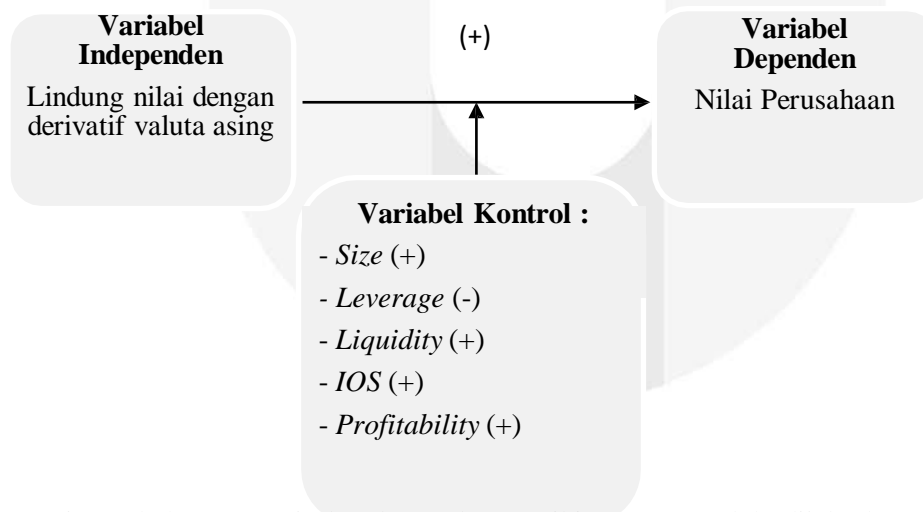 Variabel
Independen
Lindung nilai dengan
derivatif valuta asing
(+)
Variabel
Dependen
Nilai Perusahaan
Variabel Kontrol :
- Size (+)
- Leverage (-)
- Liquidity (+)
- IOS (+)
- Profitability (+)